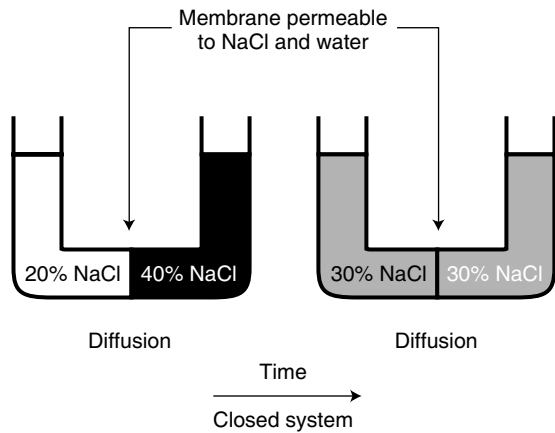 Membrane permeable
to NaCl and water
20% NaCl
40% NaCl
30% NaCl
30% NaCl
Diffusion
Diffusion
Time
Closed system